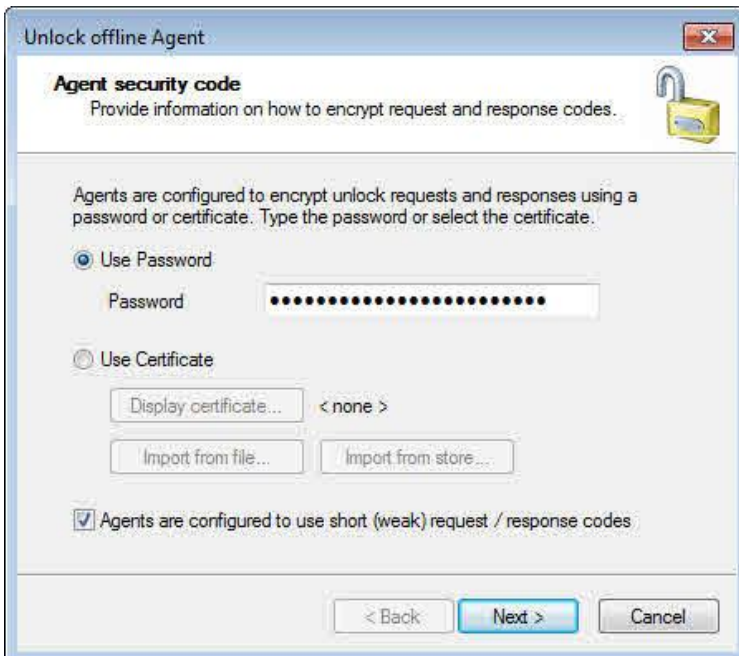 Unlock offline Agent
Agent security code
Provide information on how to encrypt request and response codes.
Agents are configured to encrypt unlock requests and responses using a
password or certificate. Type the password or select the certificate.
Use Password
Password ••••••••••••••••••••••••
Use Certificate
Display certificate... < none >
Import from file... Import from store...
Agents are configured to use short (weak) request / response codes
< Back Next > Cancel